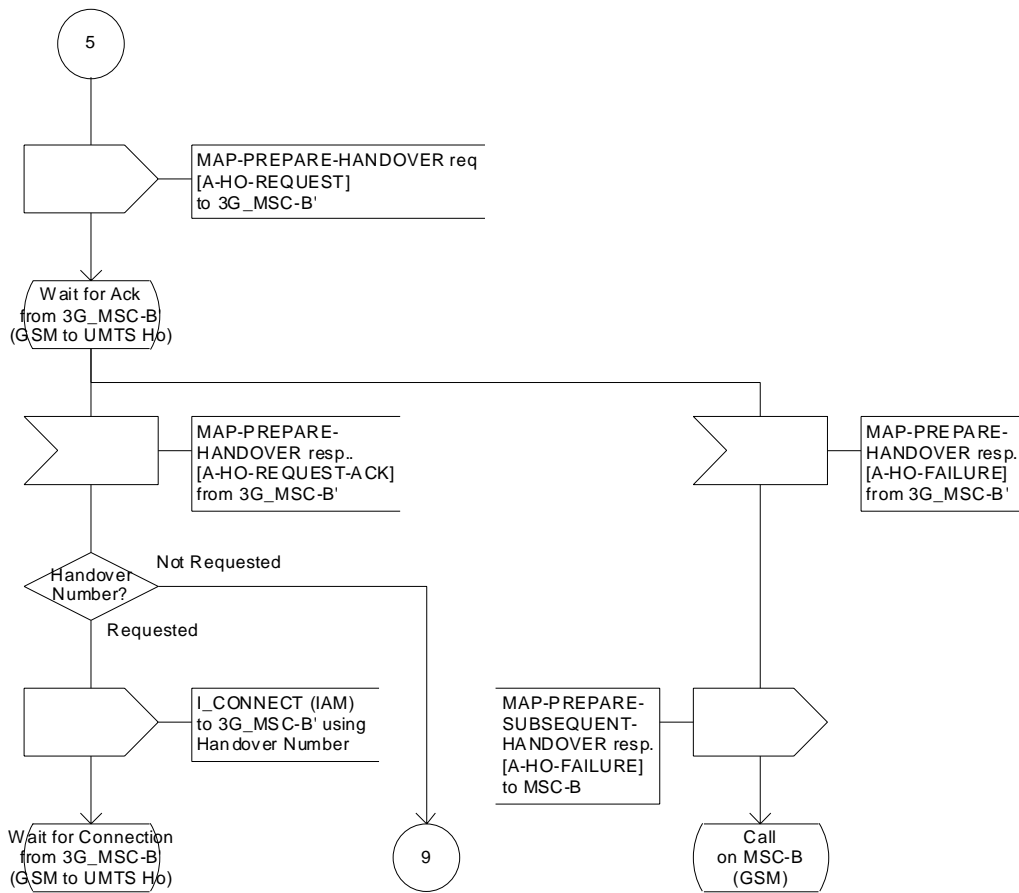 5
MAP-PREPARE-HANDOVER req
[A-HO-REQUEST]
to 3G_MSC-B'
Wait for Ack
from 3G_MSC-B'
(GSM to UMTS Ho)
MAP-PREPARE-
HANDOVER resp..
[A-HO-REQUEST-ACK]
from 3G_MSC-B'
MAP-PREPARE-
HANDOVER resp.
[A-HO-FAILURE]
from 3G_MSC-B'
Handover
Number?
Not Requested
Requested
I_CONNECT (IAM)
to 3G_MSC-B' using
Handover Number
MAP-PREPARE-
SUBSEQUENT-
HANDOVER resp.
[A-HO-FAILURE]
to MSC-B
Wait for Connection
from 3G_MSC-B'
(GSM to UMTS Ho)
9
Call
on MSC-B
(GSM)